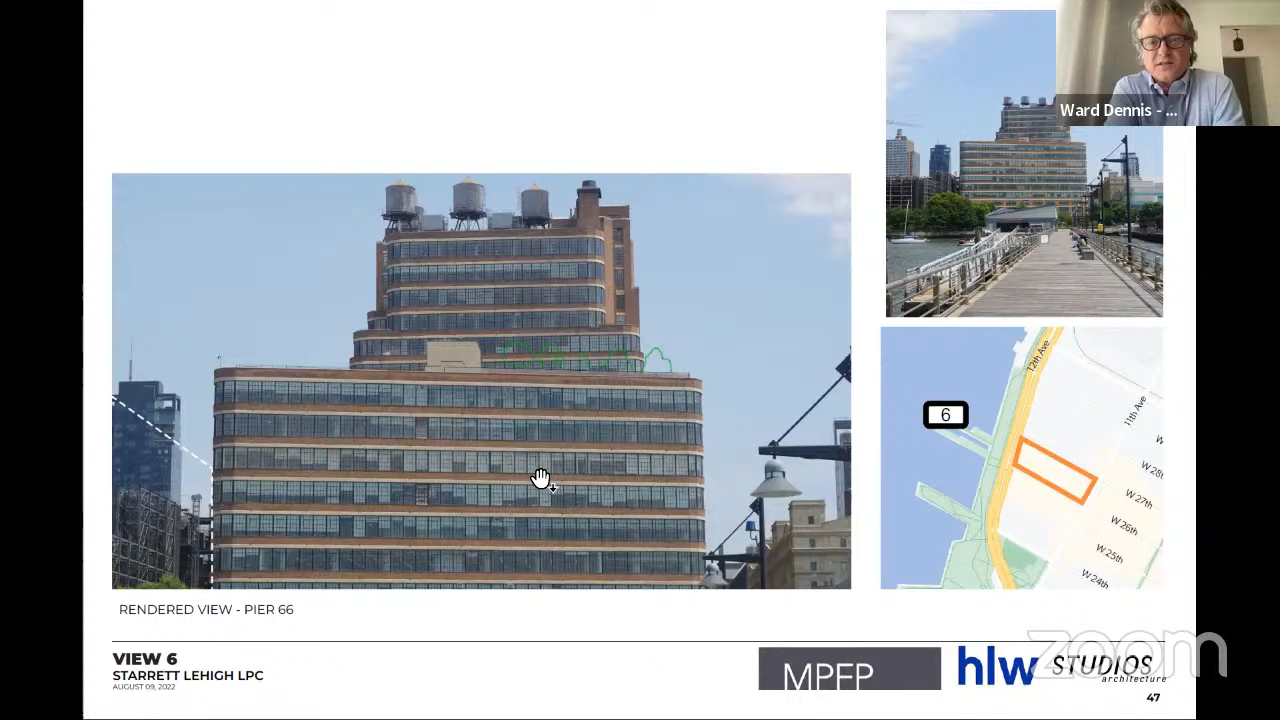 Ward Dennis - ...
12th Ave
11th Ave
6
W 28t
W 27th
W 26th
W 25th
W 24th
RENDERED VIEW - PIER 66
VIEW 6
STARRETT LEHIGH LPC
AUGUST 09, 2022
MPFP
hlw
STUDIOS
architecture
zoom
47